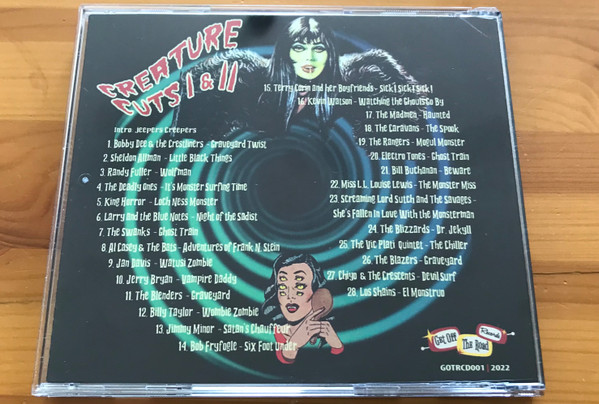 CREATURE
CUTS I & II
Intro. Jeepers Creepers
1. Bobby Dee & the Crestliners - Graveyard Twist
2. Sheldon Allman - Little Black Things
3. Randy Fuller - Wolfman
4. The Deadly Ones - It's Monster Surfing Time
5. King Horror - Loch Ness Monster
6. Larry and the Blue Notes - Night of the Sadist
7. The Swanks - Ghost Train
8. Al Casey & The Bats - Adventures of Frank N. Stein
9. Jan Davis - Watusi Zombie
10. Jerry Bryan - Vampire Daddy
11. The Blenders - Graveyard
12. Billy Taylor - Wombie Zombie
13. Jimmy Minor - Satan's Chauffeur
14. Bob Fryfogle - Six Foot Under
15. Terry Corin and her Boyfriends - Sick! Sick! Sick!
16. Kevin Watson - Watching the Ghouls Go By
17. The Madmen - Haunted
18. The Caravans - The Spook
19. The Rangers - Mogul Monster
20. Electro Tones - Ghost Train
21. Bill Buchanan - Beware
22. Miss L.L. Louise Lewis - The Monster Miss
23. Screaming Lord Sutch and The Savages -
She's Fallen In Love With the Monsterman
24. The Blizzards - Dr. Jekyll
25. The Vic Plati Quintet - The Chiller
26. The Blazers - Graveyard
27. Chiyo & The Crescents - Devil Surf
28. Los Shains - El Monstruo
Get Off
The Road
Records
GOTRCD001 | 2022